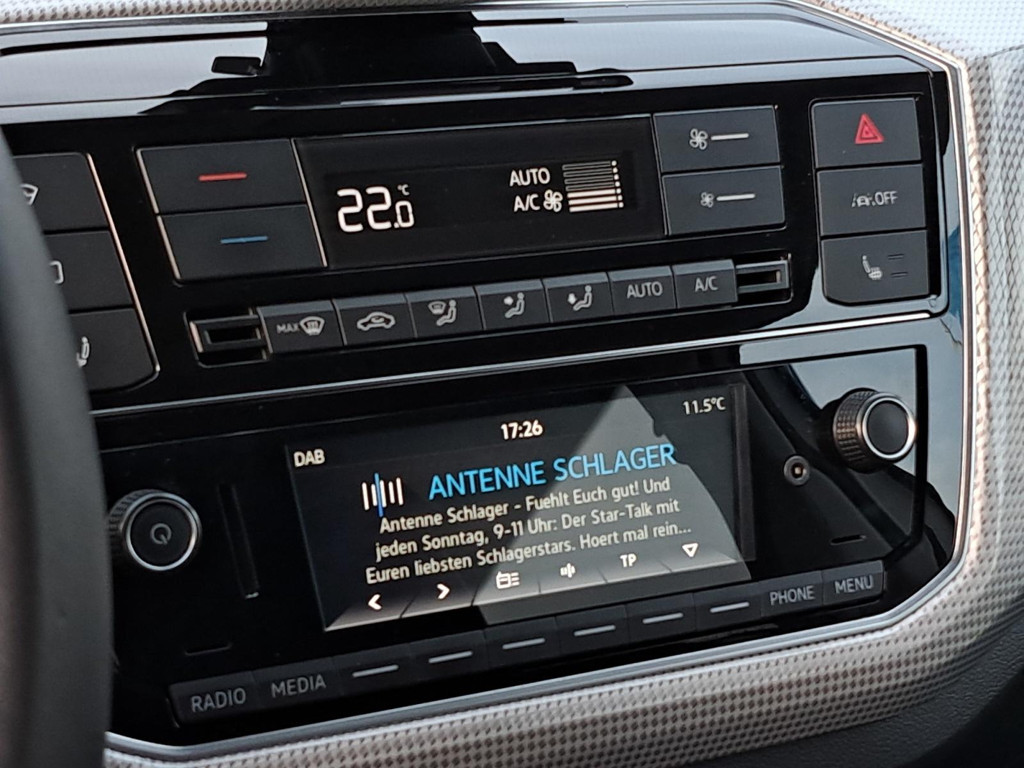 22.0 °C
AUTO
A/C
OFF
MAX
AUTO
A/C
17:26
11.5°C
DAB
ANTENNE SCHLAGER
Antenne Schlager - Fuehlt Euch gut! Und
jeden Sonntag, 9-11 Uhr: Der Star-Talk mit
Euren liebsten Schlagerstars. Hoert mal rein...
TP
RADIO
MEDIA
PHONE
MENU